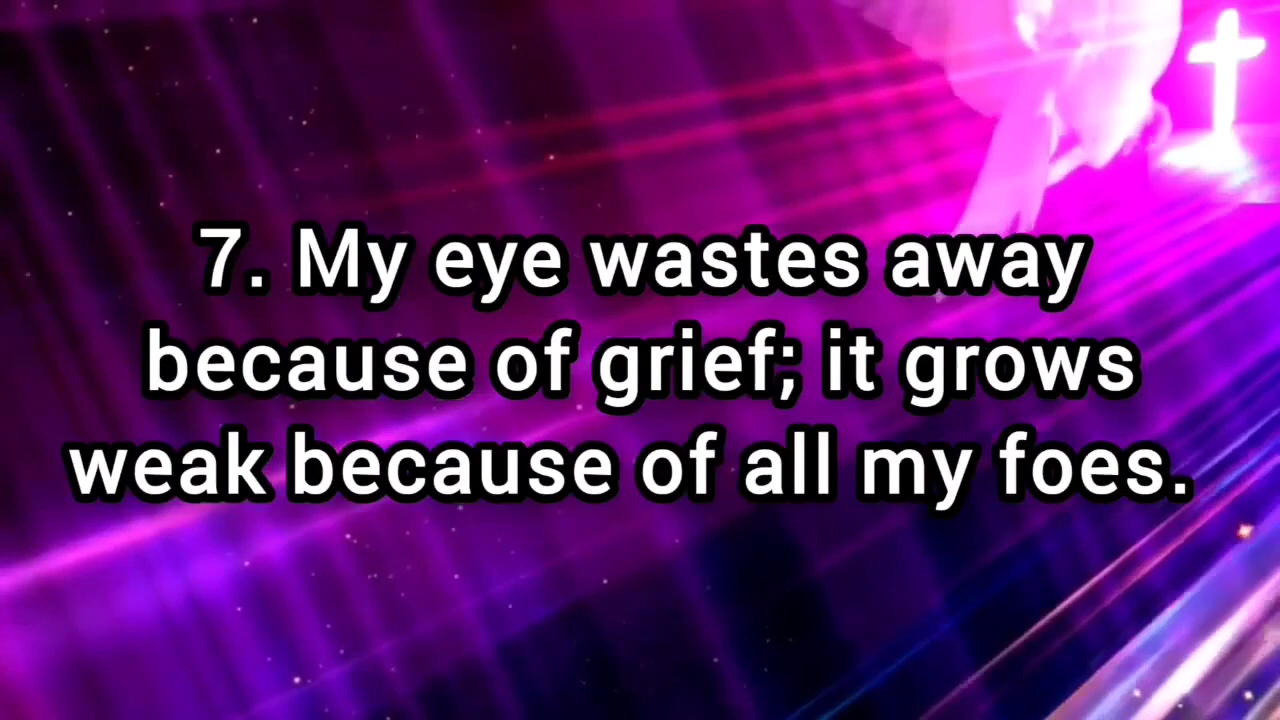 7. My eye wastes away
because of grief; it grows
weak because of all my foes.